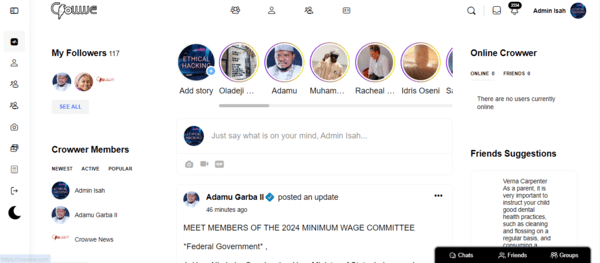 Crowwe
2254
Admin Isah
My Followers 117
SEE ALL
Crowwer Members
NEWEST ACTIVE POPULAR
Admin Isah
Adamu Garba II
Crowwe News
ETHICAL
HACKING
Add story
Oladeji ...
Adamu
Muham...
Racheal ...
Idris Oseni
Just say what is on your mind, Admin Isah...
GIF
Adamu Garba II posted an update
46 minutes ago
MEET MEMBERS OF THE 2024 MINIMUM WAGE COMMITTEE
*Federal Government* ,
Online Crowwer
ONLINE 0 FRIENDS 0
There are no users currently
online
Friends Suggestions
Verna Carpenter
As a parent, it is
very important to
instruct your child
good dental
health practices,
such as cleaning
and flossing on
a regular basis, and
Chats
Friends
Groups